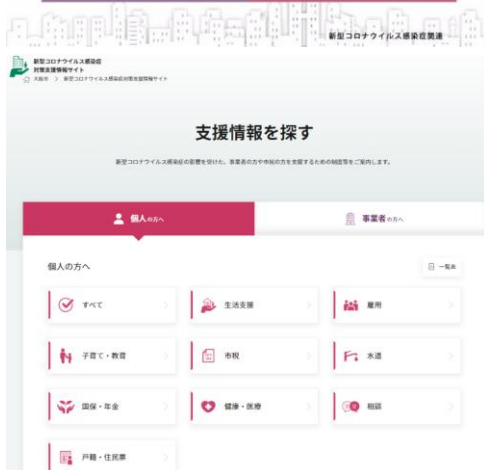 新型コロナウイルス感染症関連
新型コロナウイルス感染症
対策支援情報サイト
大阪市 > 新型コロナウイルス感染症対策支援情報サイト
支援情報を探す
新型コロナウイルス感染症の影響を受けた、事業者の方や市民の方を支援するための制度等をご案内します。
個人の方へ
事業者の方へ
個人の方へ
一覧表
すべて
生活支援
雇用
子育て・教育
市税
水道
国保・年金
健康・医療
相談
戸籍・住民票